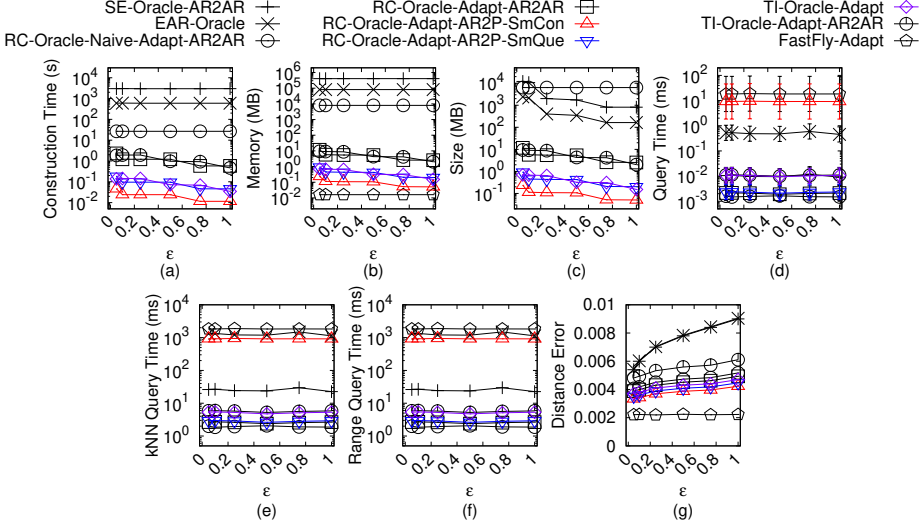 SE-Oracle-AR2AR
EAR-Oracle
RC-Oracle-Naive-Adapt-AR2AR
RC-Oracle-Adapt-AR2AR
RC-Oracle-Adapt-AR2P-SmCon
RC-Oracle-Adapt-AR2P-SmQue
TI-Oracle-Adapt
TI-Oracle-Adapt-AR2AR
FastFly-Adapt
Construction Time (s)
10^4
10^3
10^2
10^1
10^0
10^-1
10^-2
0 0.2 0.4 0.6 0.8 1
ε
(a)
Memory (MB)
10^6
10^5
10^4
10^3
10^2
10^1
10^0
10^-1
10^-2
0 0.2 0.4 0.6 0.8 1
ε
(b)
Size (MB)
10^4
10^3
10^2
10^1
10^0
10^-1
0 0.2 0.4 0.6 0.8 1
ε
(c)
Query Time (ms)
10^2
10^1
10^0
10^-1
10^-2
10^-3
0 0.2 0.4 0.6 0.8 1
ε
(d)
kNN Query Time (ms)
10^4
10^3
10^2
10^1
10^0
0 0.2 0.4 0.6 0.8 1
ε
(e)
Range Query Time (ms)
10^4
10^3
10^2
10^1
10^0
0 0.2 0.4 0.6 0.8 1
ε
(f)
Distance Error
0.01
0.008
0.006
0.004
0.002
0
0 0.2 0.4 0.6 0.8 1
ε
(g)